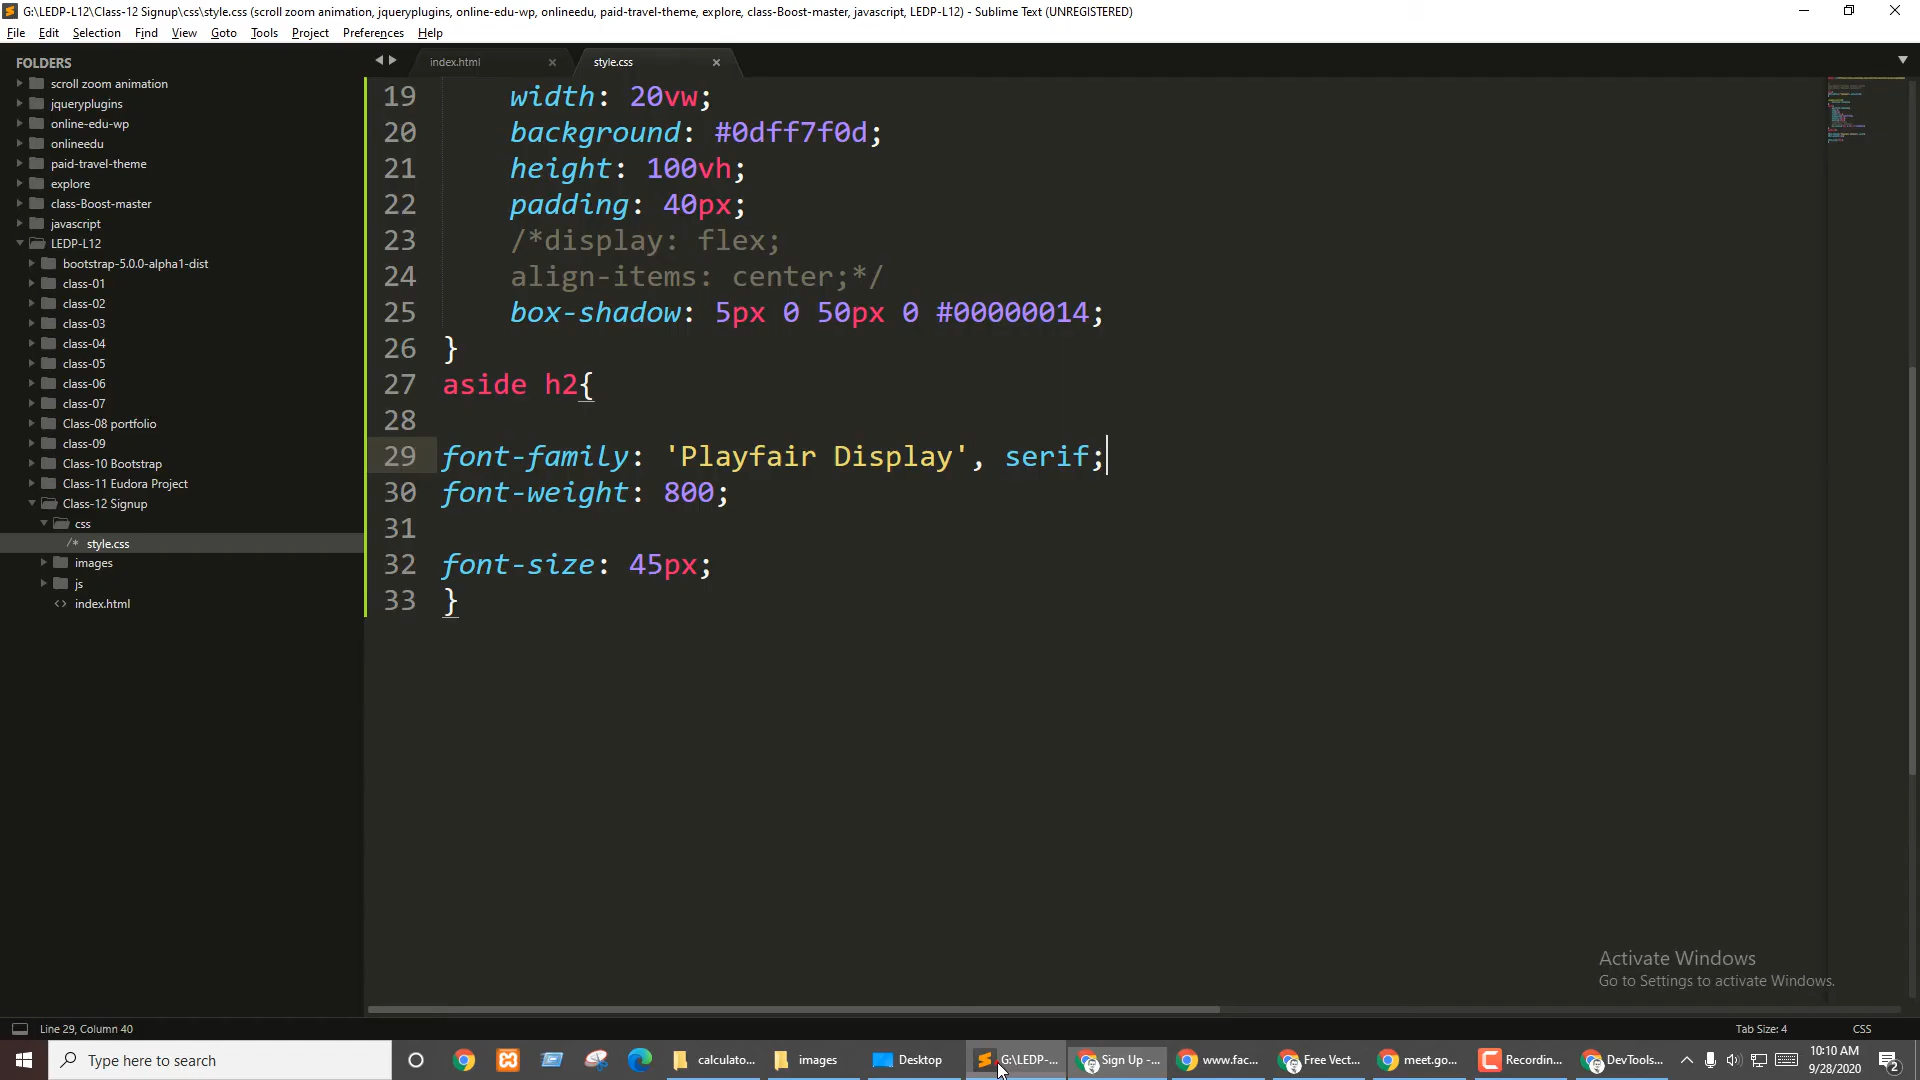 G:\LEDP-L12\Class-12 Signup\css\style.css (scroll zoom animation, jqueryplugins, online-edu-wp, onlineedu, paid-travel-theme, explore, class-Boost-master, javascript, LEDP-L12) - Sublime Text (UNREGISTERED)
File Edit Selection Find View Goto Tools Project Preferences Help
FOLDERS
scroll zoom animation
jqueryplugins
online-edu-wp
onlineedu
paid-travel-theme
explore
class-Boost-master
javascript
LEDP-L12
bootstrap-5.0.0-alpha1-dist
class-01
class-02
class-03
class-04
class-05
class-06
class-07
Class-08 portfolio
class-09
Class-10 Bootstrap
Class-11 Eudora Project
Class-12 Signup
css
/* style.css
images
js
<> index.html
index.html × style.css ×
19 width: 20vw;
20 background: #0dff7f0d;
21 height: 100vh;
22 padding: 40px;
23 /*display: flex;
24 align-items: center;*/
25 box-shadow: 5px 0 50px 0 #00000014;
26 }
27 aside h2{
28
29 font-family: 'Playfair Display', serif;
30 font-weight: 800;
31
32 font-size: 45px;
33 }
Activate Windows
Go to Settings to activate Windows.
Line 29, Column 40 Tab Size: 4 CSS
Type here to search
calculato... images Desktop G:\LEDP-... Sign Up -... www.fac... Free Vect... meet.go... Recordin... DevTools...
10:10 AM
9/28/2020
2